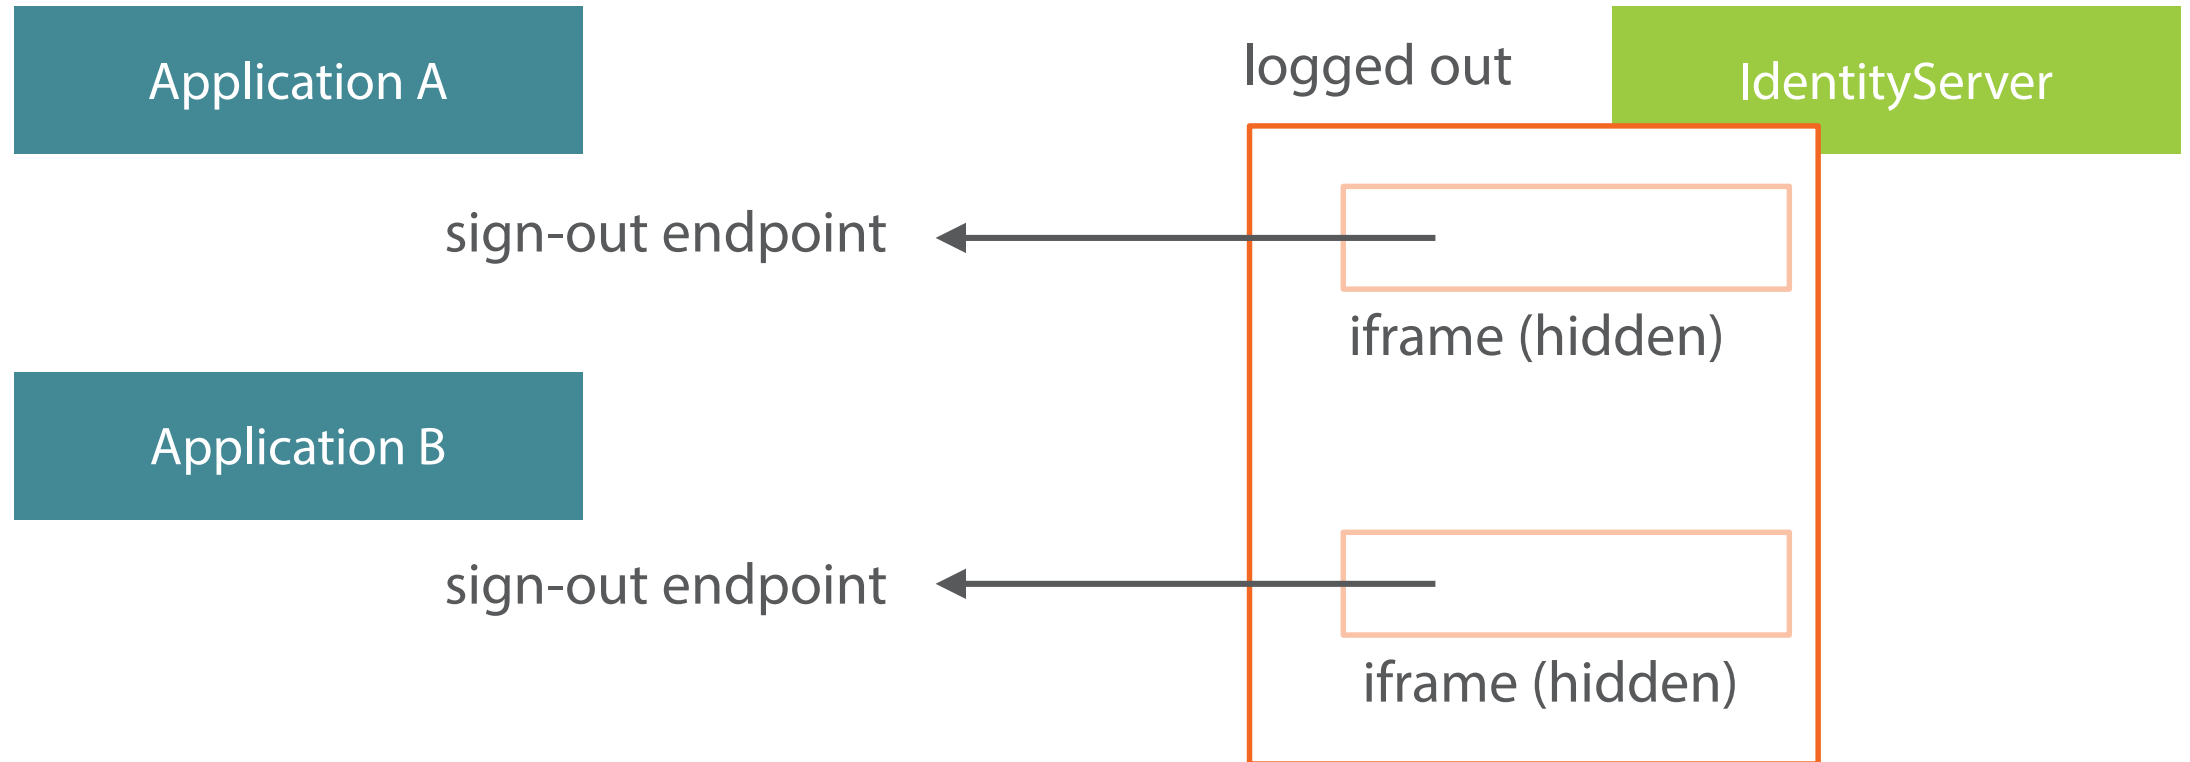 Application A
logged out
IdentityServer
sign-out endpoint
iframe (hidden)
Application B
sign-out endpoint
iframe (hidden)